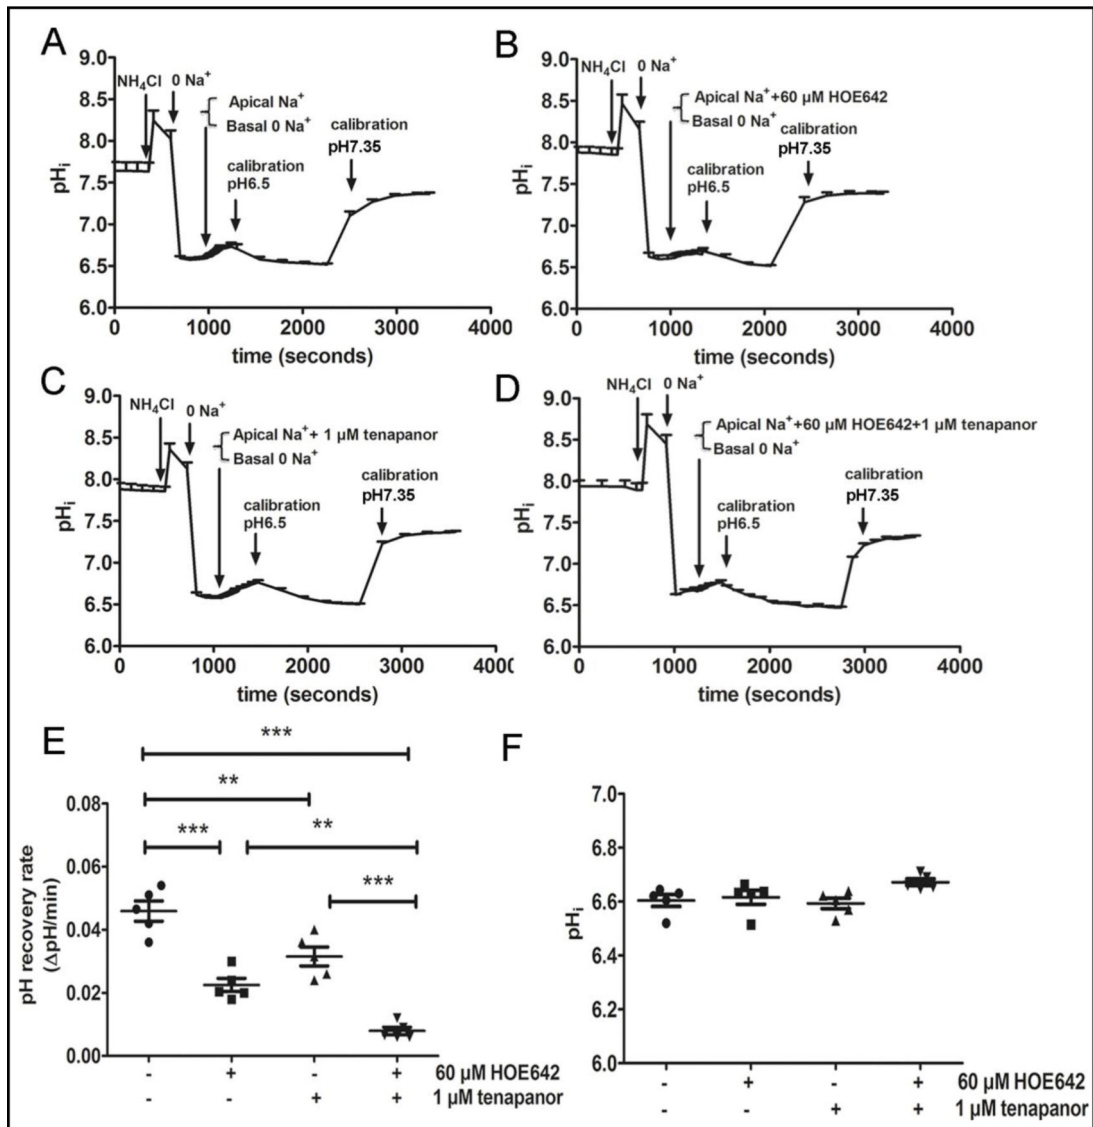 A
9.0
8.5
8.0
7.5
7.0
6.5
6.0
pHi
NH4Cl
0 Na+
Apical Na+
Basal 0 Na+
calibration
pH6.5
calibration
pH7.35
0
1000
2000
3000
4000
time (seconds)
B
9.0
8.5
8.0
7.5
7.0
6.5
6.0
pHi
NH4Cl
0 Na+
Apical Na+ +60 µM HOE642
Basal 0 Na+
calibration
pH6.5
calibration
pH7.35
0
1000
2000
3000
4000
time (seconds)
C
9.0
8.5
8.0
7.5
7.0
6.5
6.0
pHi
NH4Cl
0 Na+
Apical Na+ + 1 µM tenapanor
Basal 0 Na+
calibration
pH6.5
calibration
pH7.35
0
1000
2000
3000
400
time (seconds)
D
9.0
8.5
8.0
7.5
7.0
6.5
6.0
pHi
NH4Cl
0 Na+
Apical Na+ +60 µM HOE642+1 µM tenapanor
Basal 0 Na+
calibration
pH6.5
calibration
pH7.35
0
1000
2000
3000
4000
time (seconds)
E
***
**
***
**
***
0.08
0.06
0.04
0.02
0.00
pH recovery rate
(ΔpH/min)
- + - + 60 µM HOE642
- - + + 1 µM tenapanor
F
7.0
6.8
6.6
6.4
6.2
6.0
pHi
- + - + 60 µM HOE642
- - + + 1 µM tenapanor